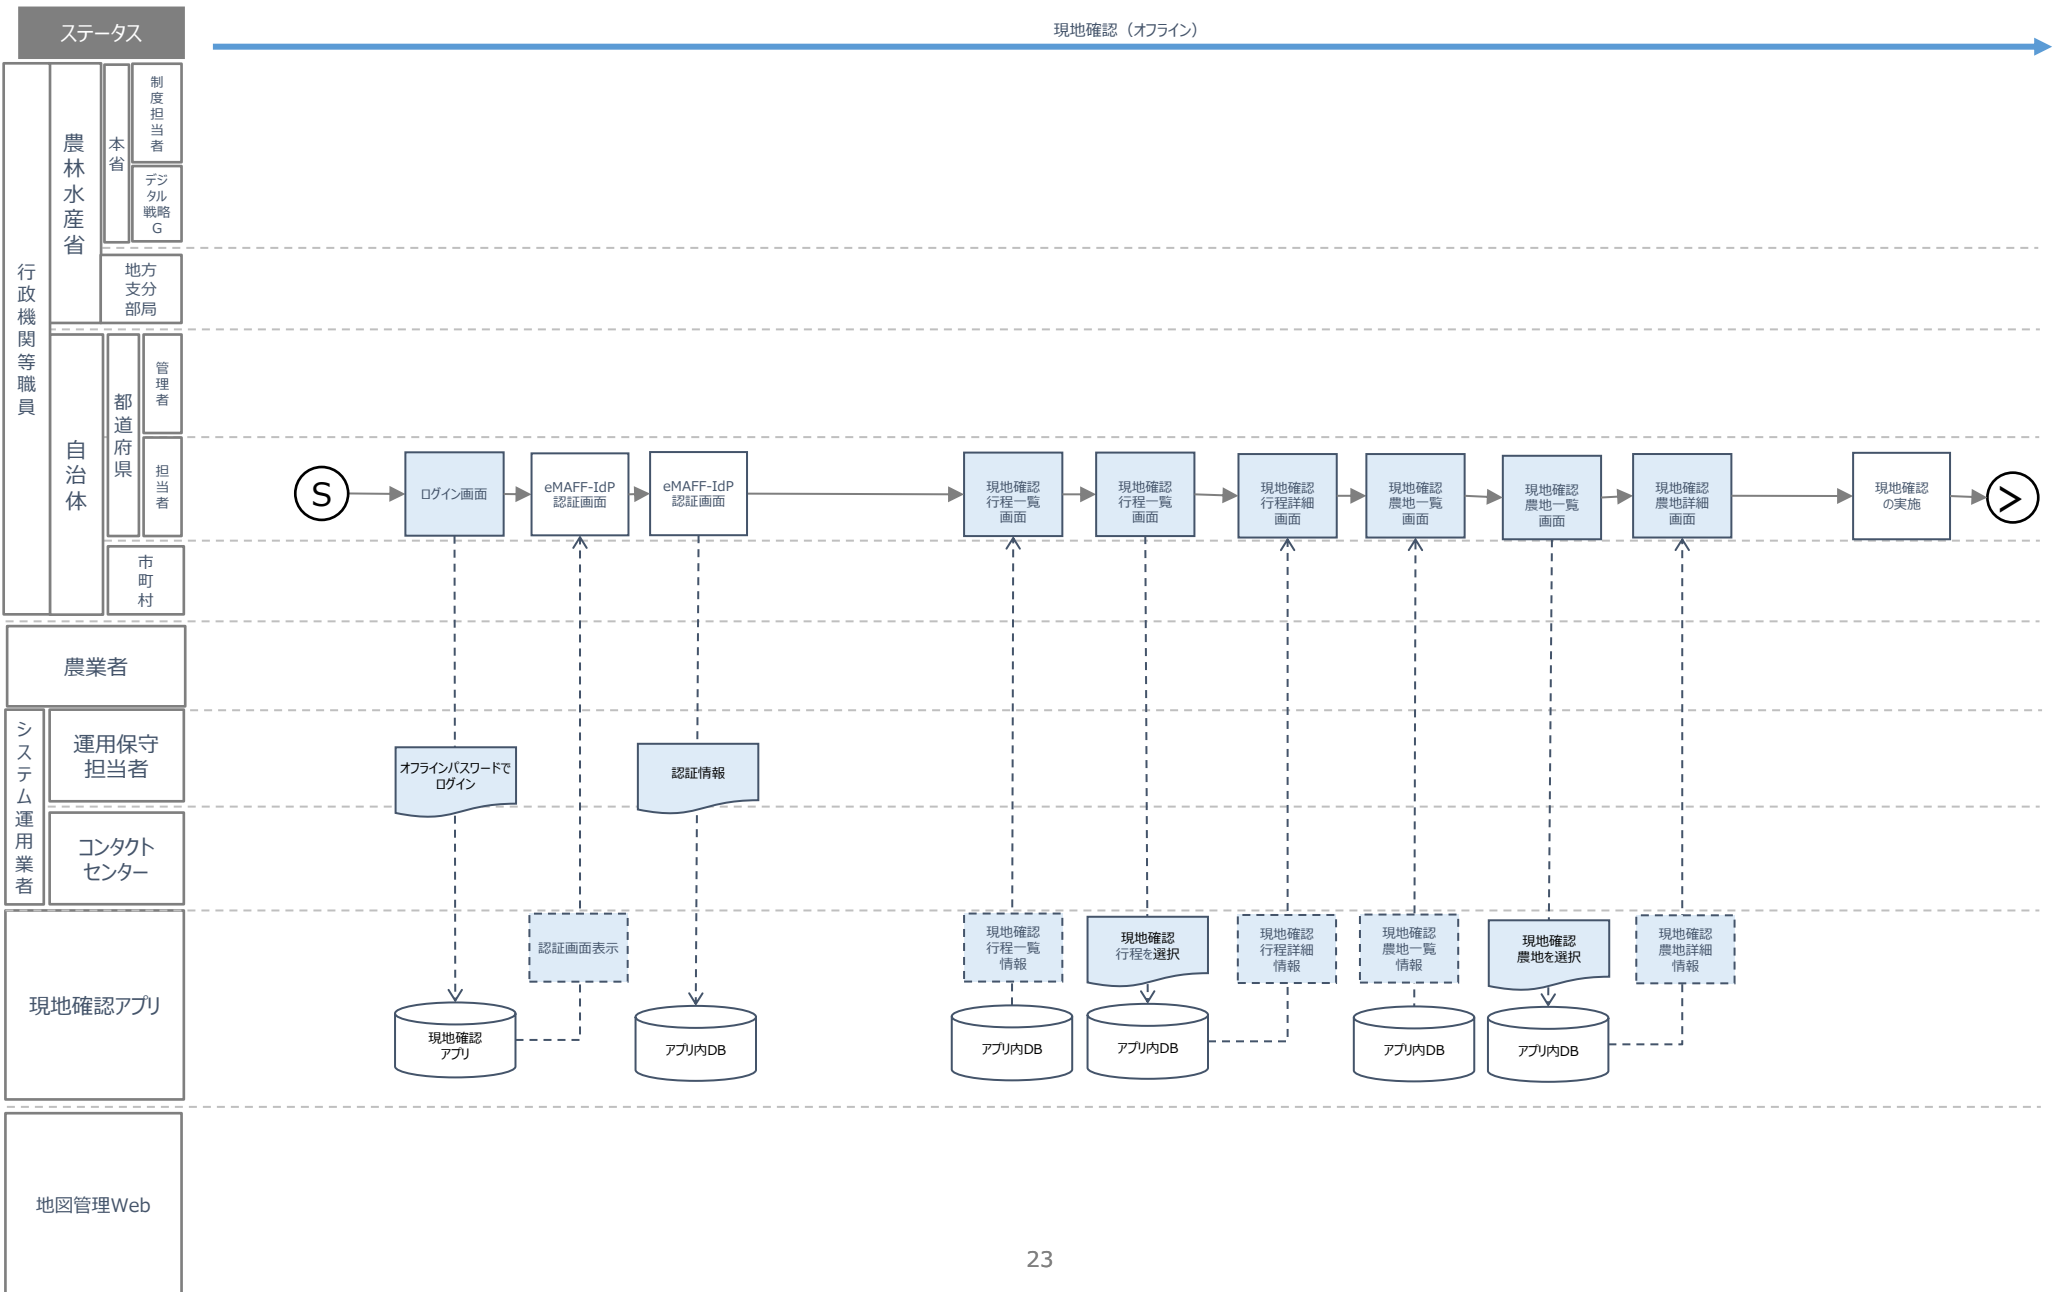 ステータス
現地確認（オフライン）
行政機関等職員
農林水産省
本省
制度担当者
デジ
タル
戦略
G
地方
支分
部局
自治体
都道府県
管理者
担当者
市町村
S
ログイン画面
eMAFF-IdP
認証画面
eMAFF-IdP
認証画面
現地確認
行程一覧
画面
現地確認
行程一覧
画面
現地確認
行程詳細
画面
現地確認
農地一覧
画面
現地確認
農地一覧
画面
現地確認
農地詳細
画面
現地確認
の実施
>
農業者
システム運用業者
運用保守
担当者
オフラインパスワードで
ログイン
認証情報
コンタクト
センター
現地確認アプリ
認証画面表示
現地確認
行程一覧
情報
現地確認
行程を選択
現地確認
行程詳細
情報
現地確認
農地一覧
情報
現地確認
農地を選択
現地確認
農地詳細
情報
現地確認
アプリ
アプリ内DB
アプリ内DB
アプリ内DB
アプリ内DB
アプリ内DB
地図管理Web
23